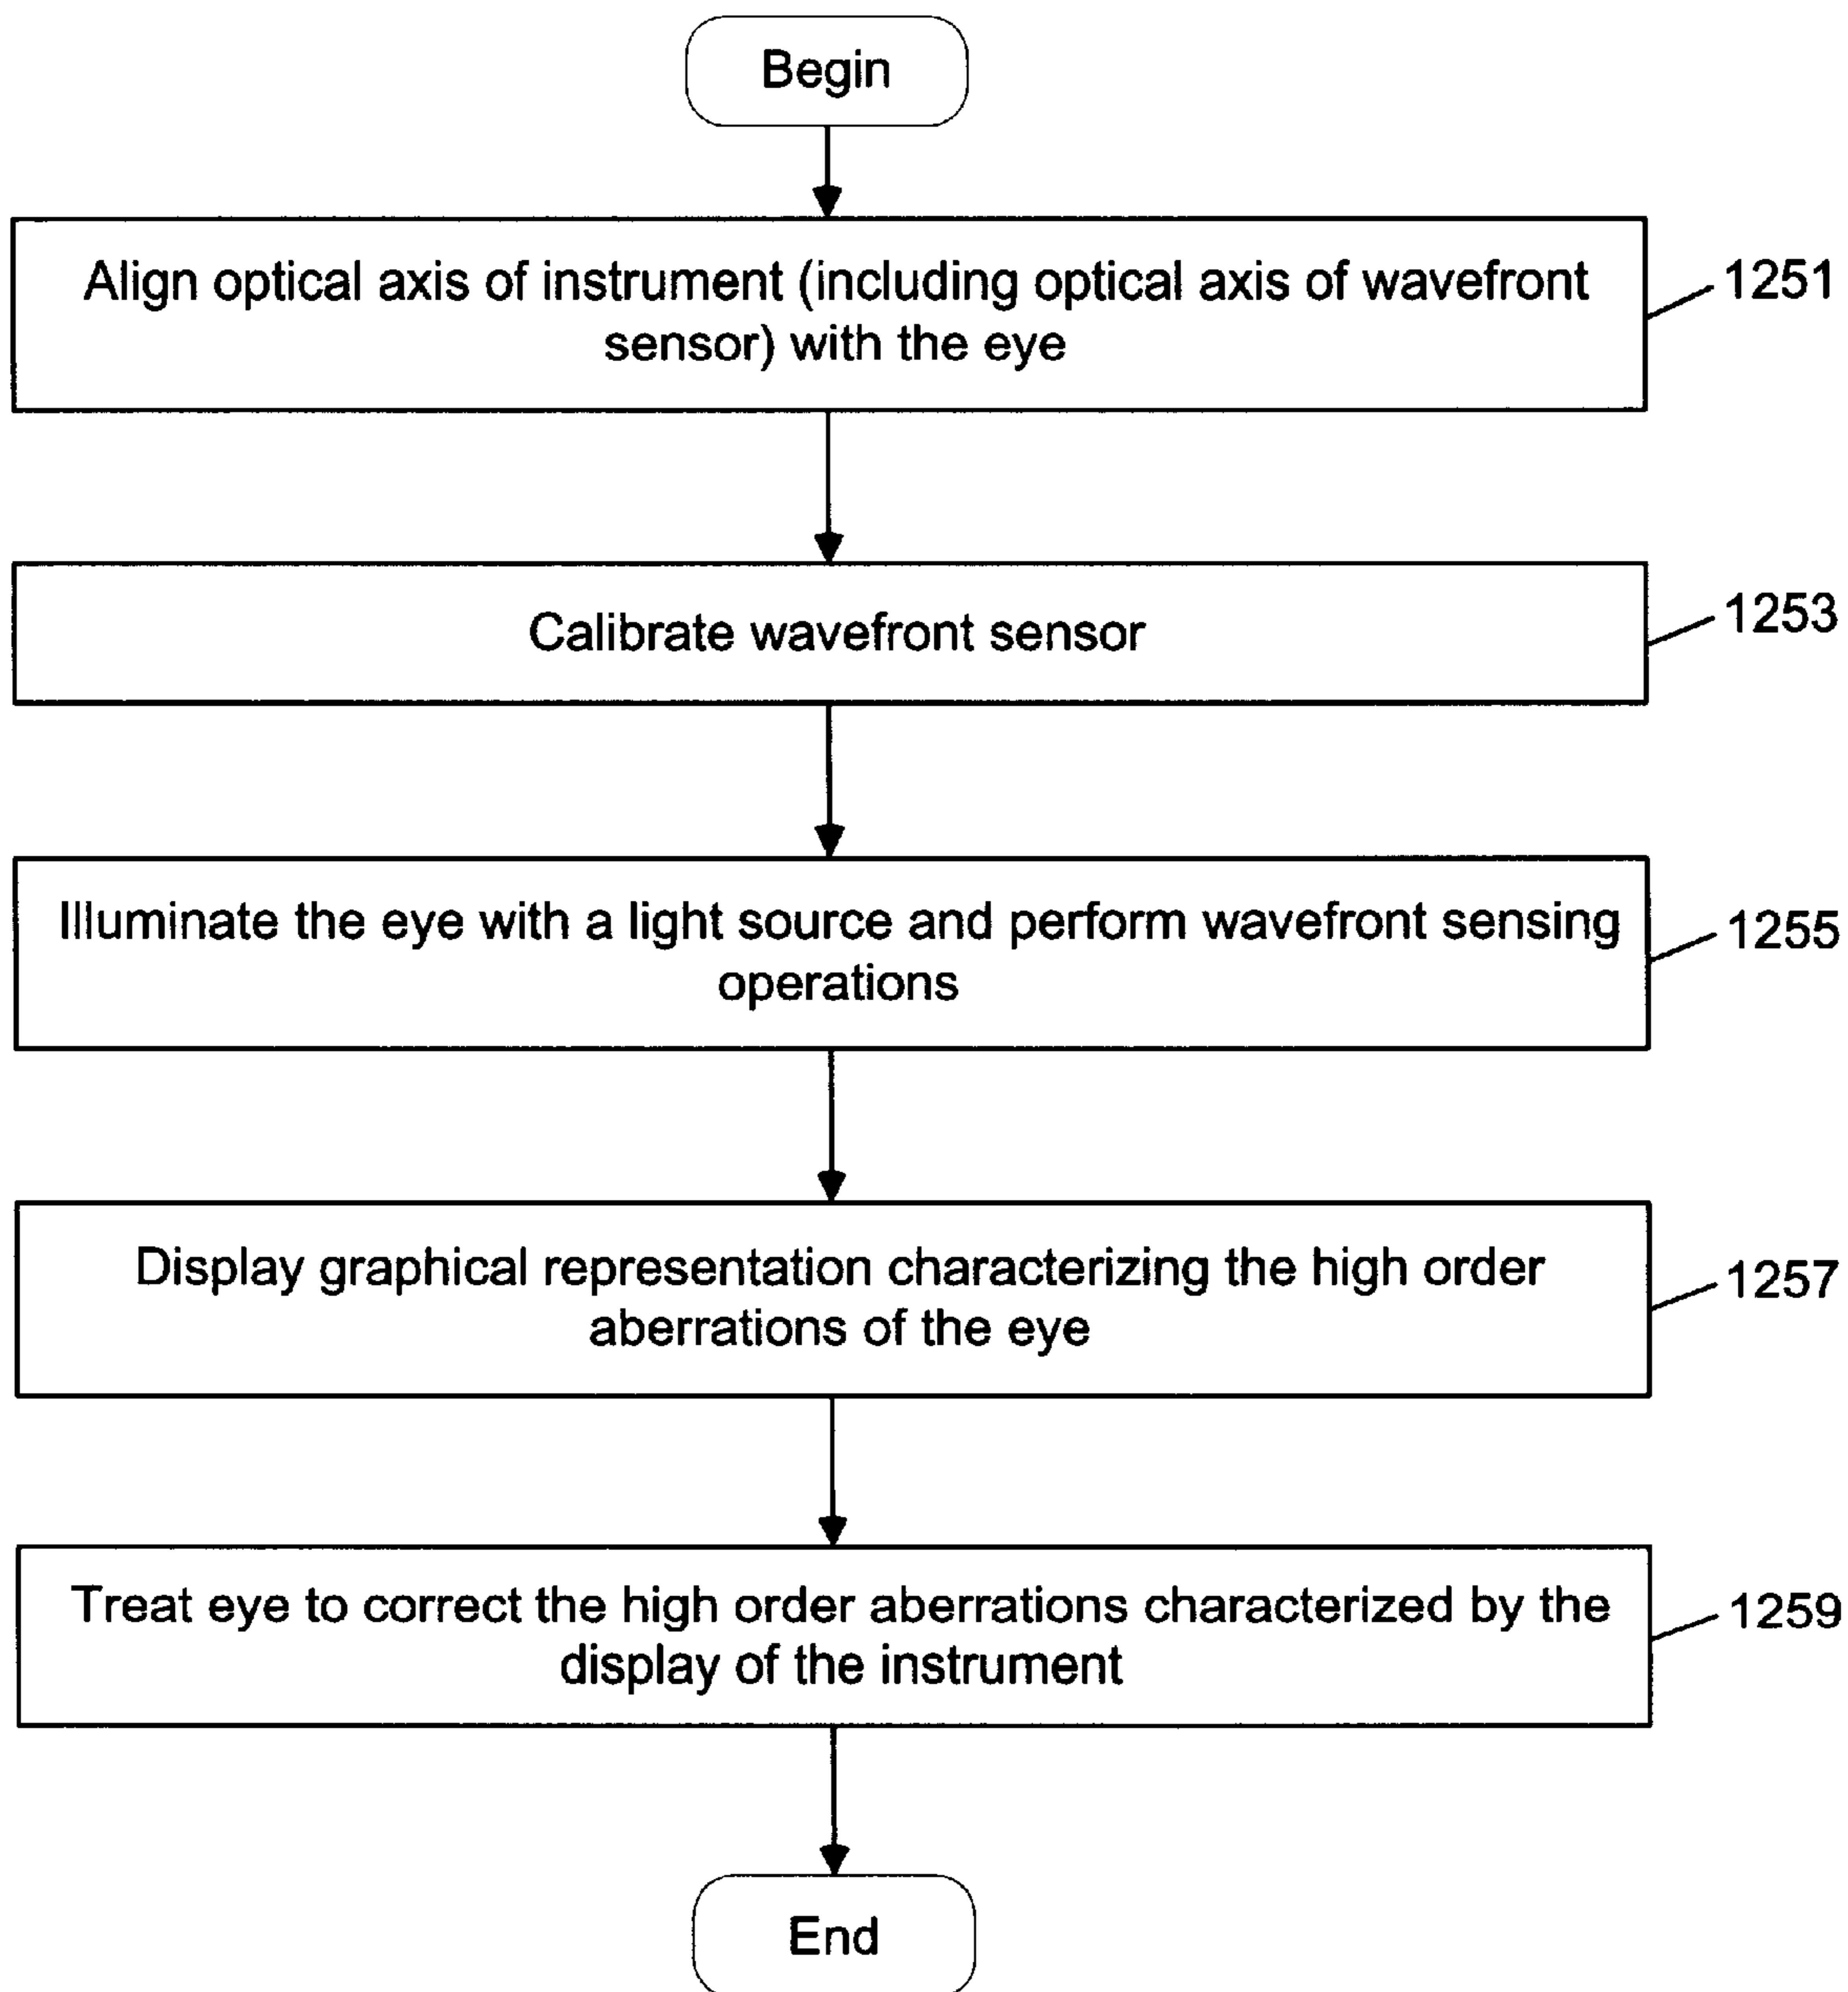 Begin
Align optical axis of instrument (including optical axis of wavefront
sensor) with the eye
1251
Calibrate wavefront sensor
1253
Illuminate the eye with a light source and perform wavefront sensing
operations
1255
Display graphical representation characterizing the high order
aberrations of the eye
1257
Treat eye to correct the high order aberrations characterized by the
display of the instrument
1259
End